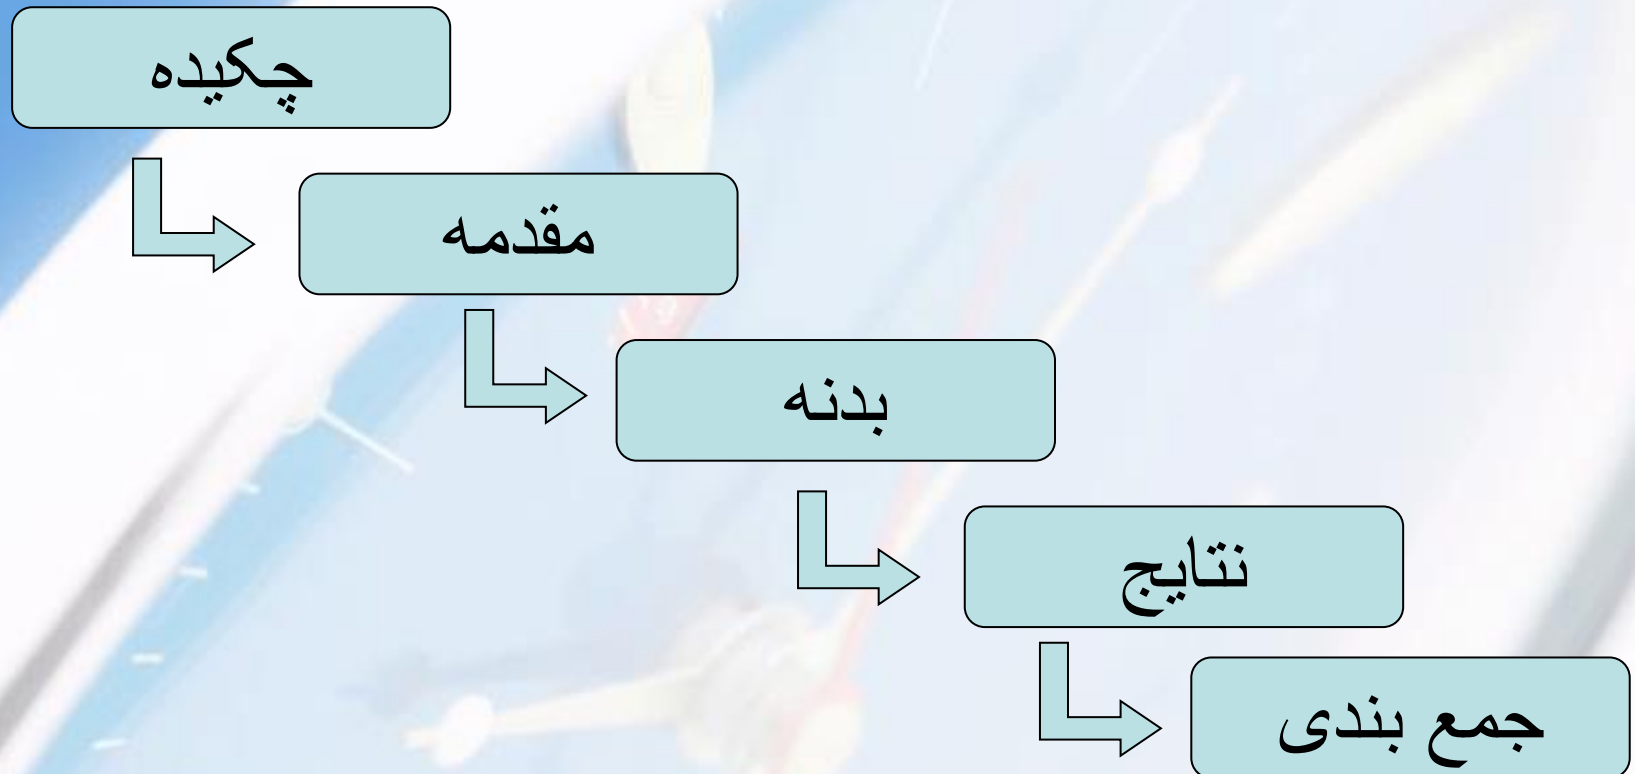 چکیده
مقدمه
بدنه
نتایج
جمع بندی